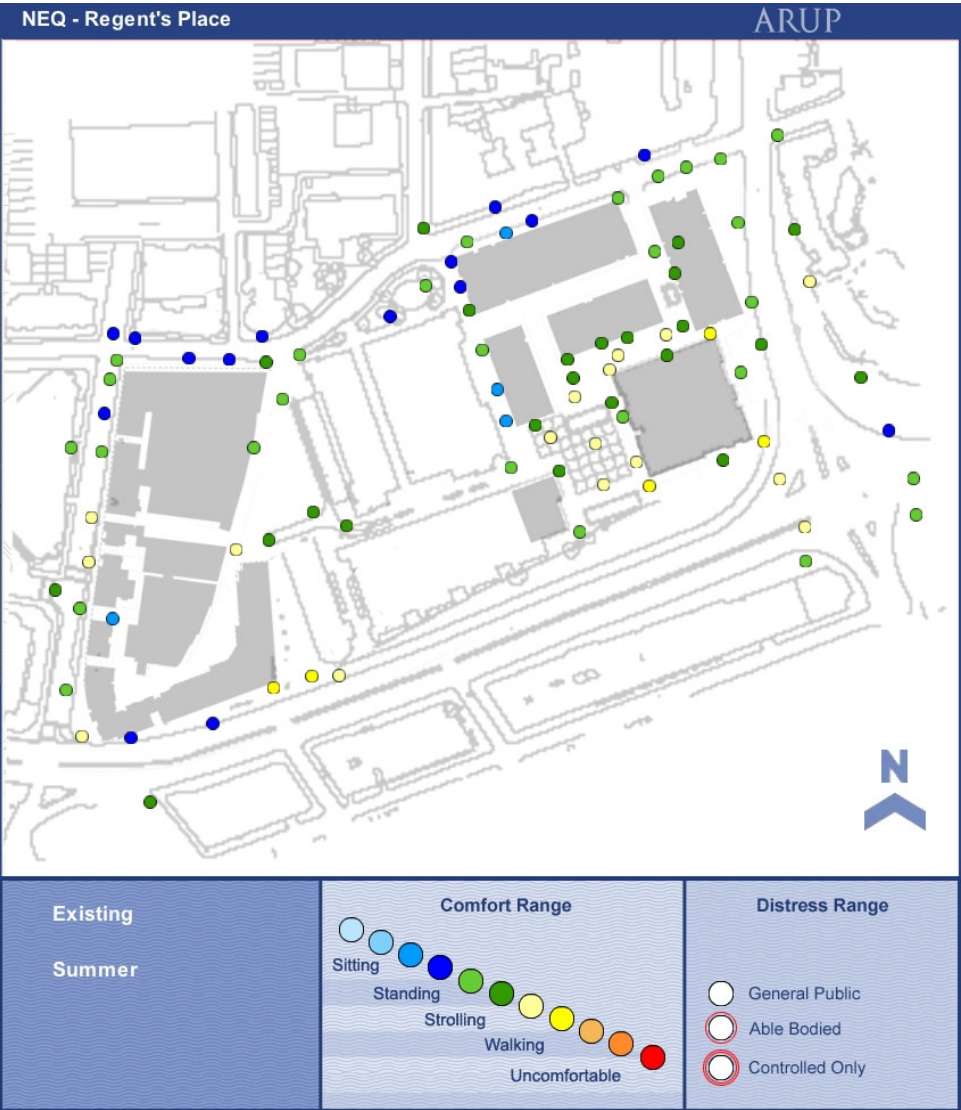 NEQ - Regent's Place
ARUP
N
Existing
Summer
Comfort Range
Sitting
Standing
Strolling
Walking
Uncomfortable
Distress Range
General Public
Able Bodied
Controlled Only